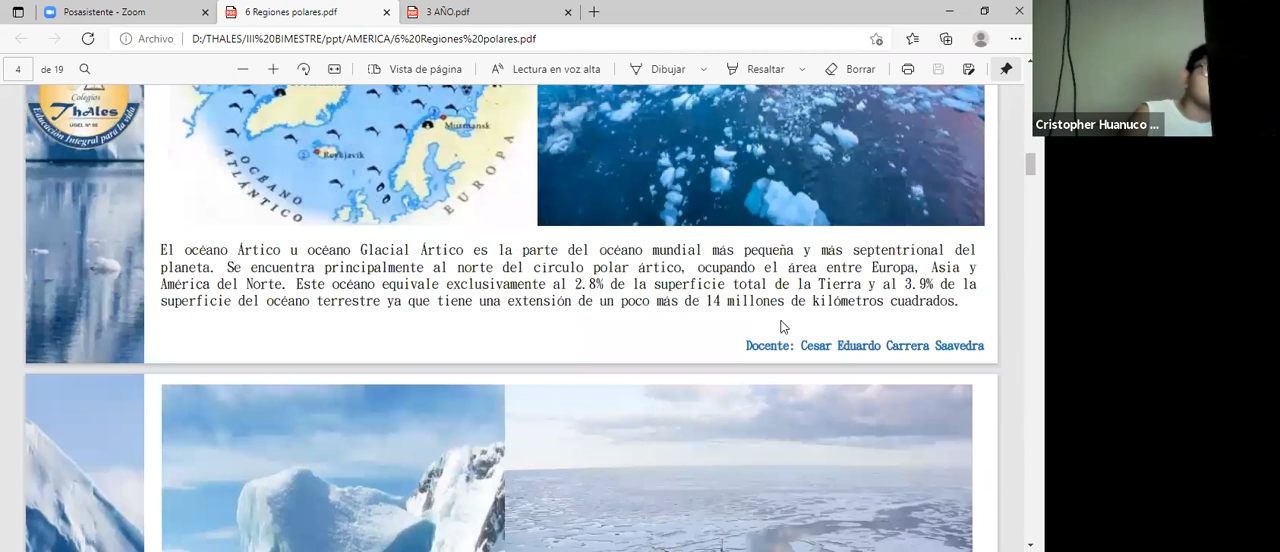 Posasistente - Zoom
6 Regiones polares.pdf
3 AÑO.pdf
Archivo
D:/THALES/III%20BIMESTRE/ppt/AMERICA/6%20Regiones%20polares.pdf
4 de 19
Vista de página
Lectura en voz alta
Dibujar
Resaltar
Borrar
Cristopher Huanuco ...
Colegios
Thales
UGEL Nº 06
Educación Integral para la vida
Murmansk
Reykjavík
OCÉANO
ATLÁNTICO
EUROPA
El océano Ártico u océano Glacial Ártico es la parte del océano mundial más pequeña y más septentrional del
planeta. Se encuentra principalmente al norte del círculo polar ártico, ocupando el área entre Europa, Asia y
América del Norte. Este océano equivale exclusivamente al 2.8% de la superficie total de la Tierra y al 3.9% de la
superficie del océano terrestre ya que tiene una extensión de un poco más de 14 millones de kilómetros cuadrados.
Docente: Cesar Eduardo Carrera Saavedra